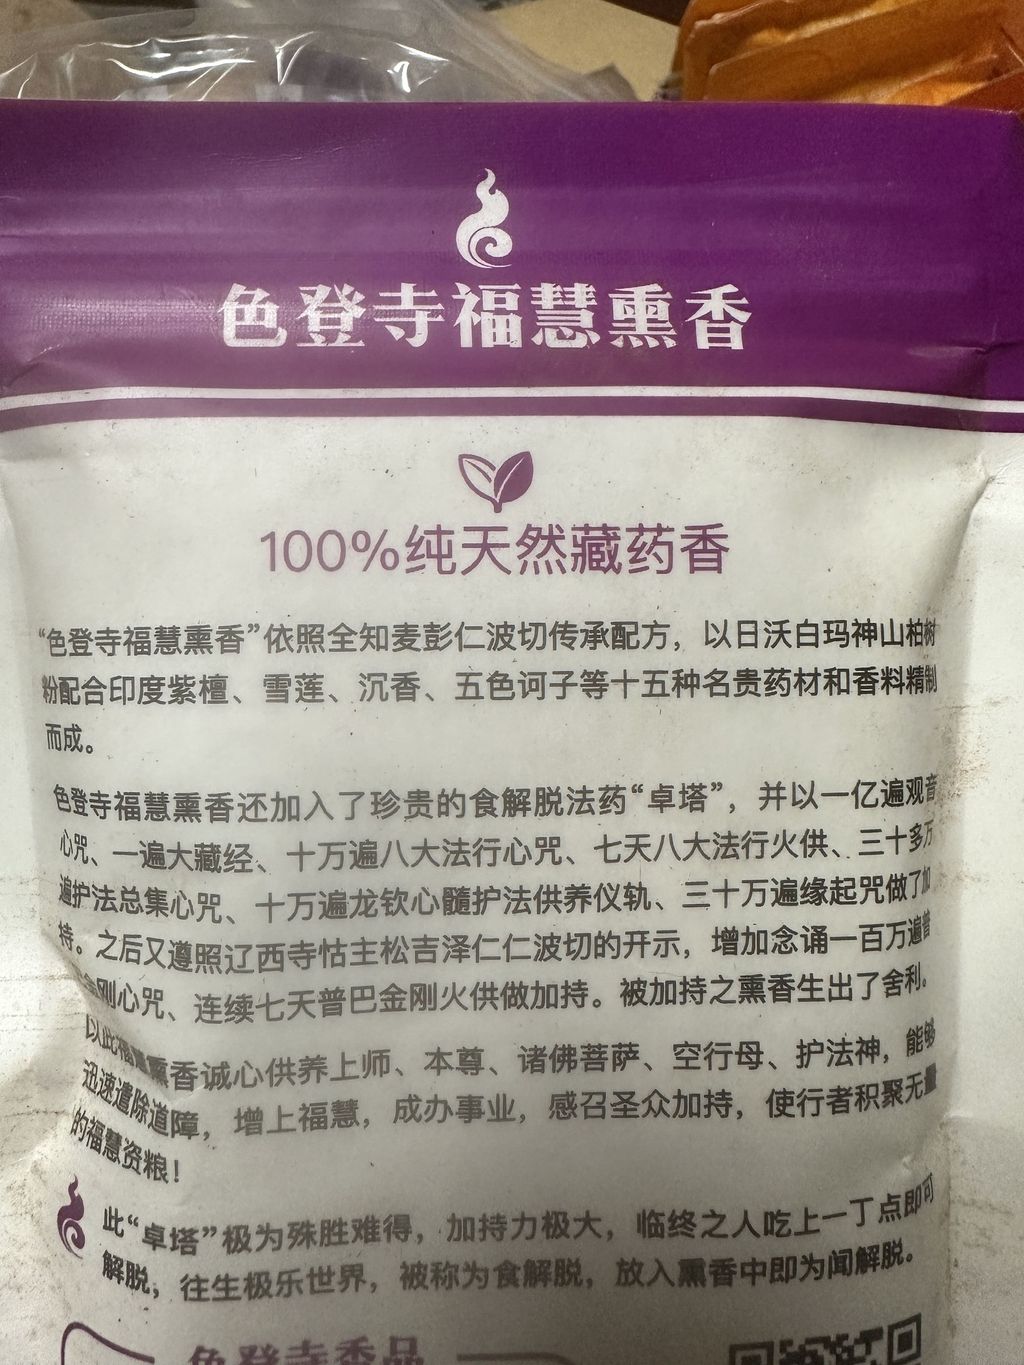 色登寺福慧熏香
100%纯天然藏药香
“色登寺福慧熏香”依照全知麦彭仁波切传承配方，以日沃白玛神山柏树
粉配合印度紫檀、雪莲、沉香、五色诃子等十五种名贵药材和香料精制
而成。
色登寺福慧熏香还加入了珍贵的食解脱法药“卓塔”，并以一亿遍观音
心咒、一遍大藏经、十万遍八大法行心咒、七天八大法行火供、三十多万
遍护法总集心咒、十万遍龙钦心髓护法供养仪轨、三十万遍缘起咒做了加
持。之后又遵照辽西寺怙主松吉泽仁仁波切的开示，增加念诵一百万遍普
金刚心咒、连续七天普巴金刚火供做加持。被加持之熏香生出了舍利。
以此福慧熏香诚心供养上师、本尊、诸佛菩萨、空行母、护法神，能够
迅速遣除道障，增上福慧，成办事业，感召圣众加持，使行者积聚无量
的福慧资粮！
此“卓塔”极为殊胜难得，加持力极大，临终之人吃上一丁点即可
解脱，往生极乐世界，被称为食解脱，放入熏香中即为闻解脱。
色登寺香品